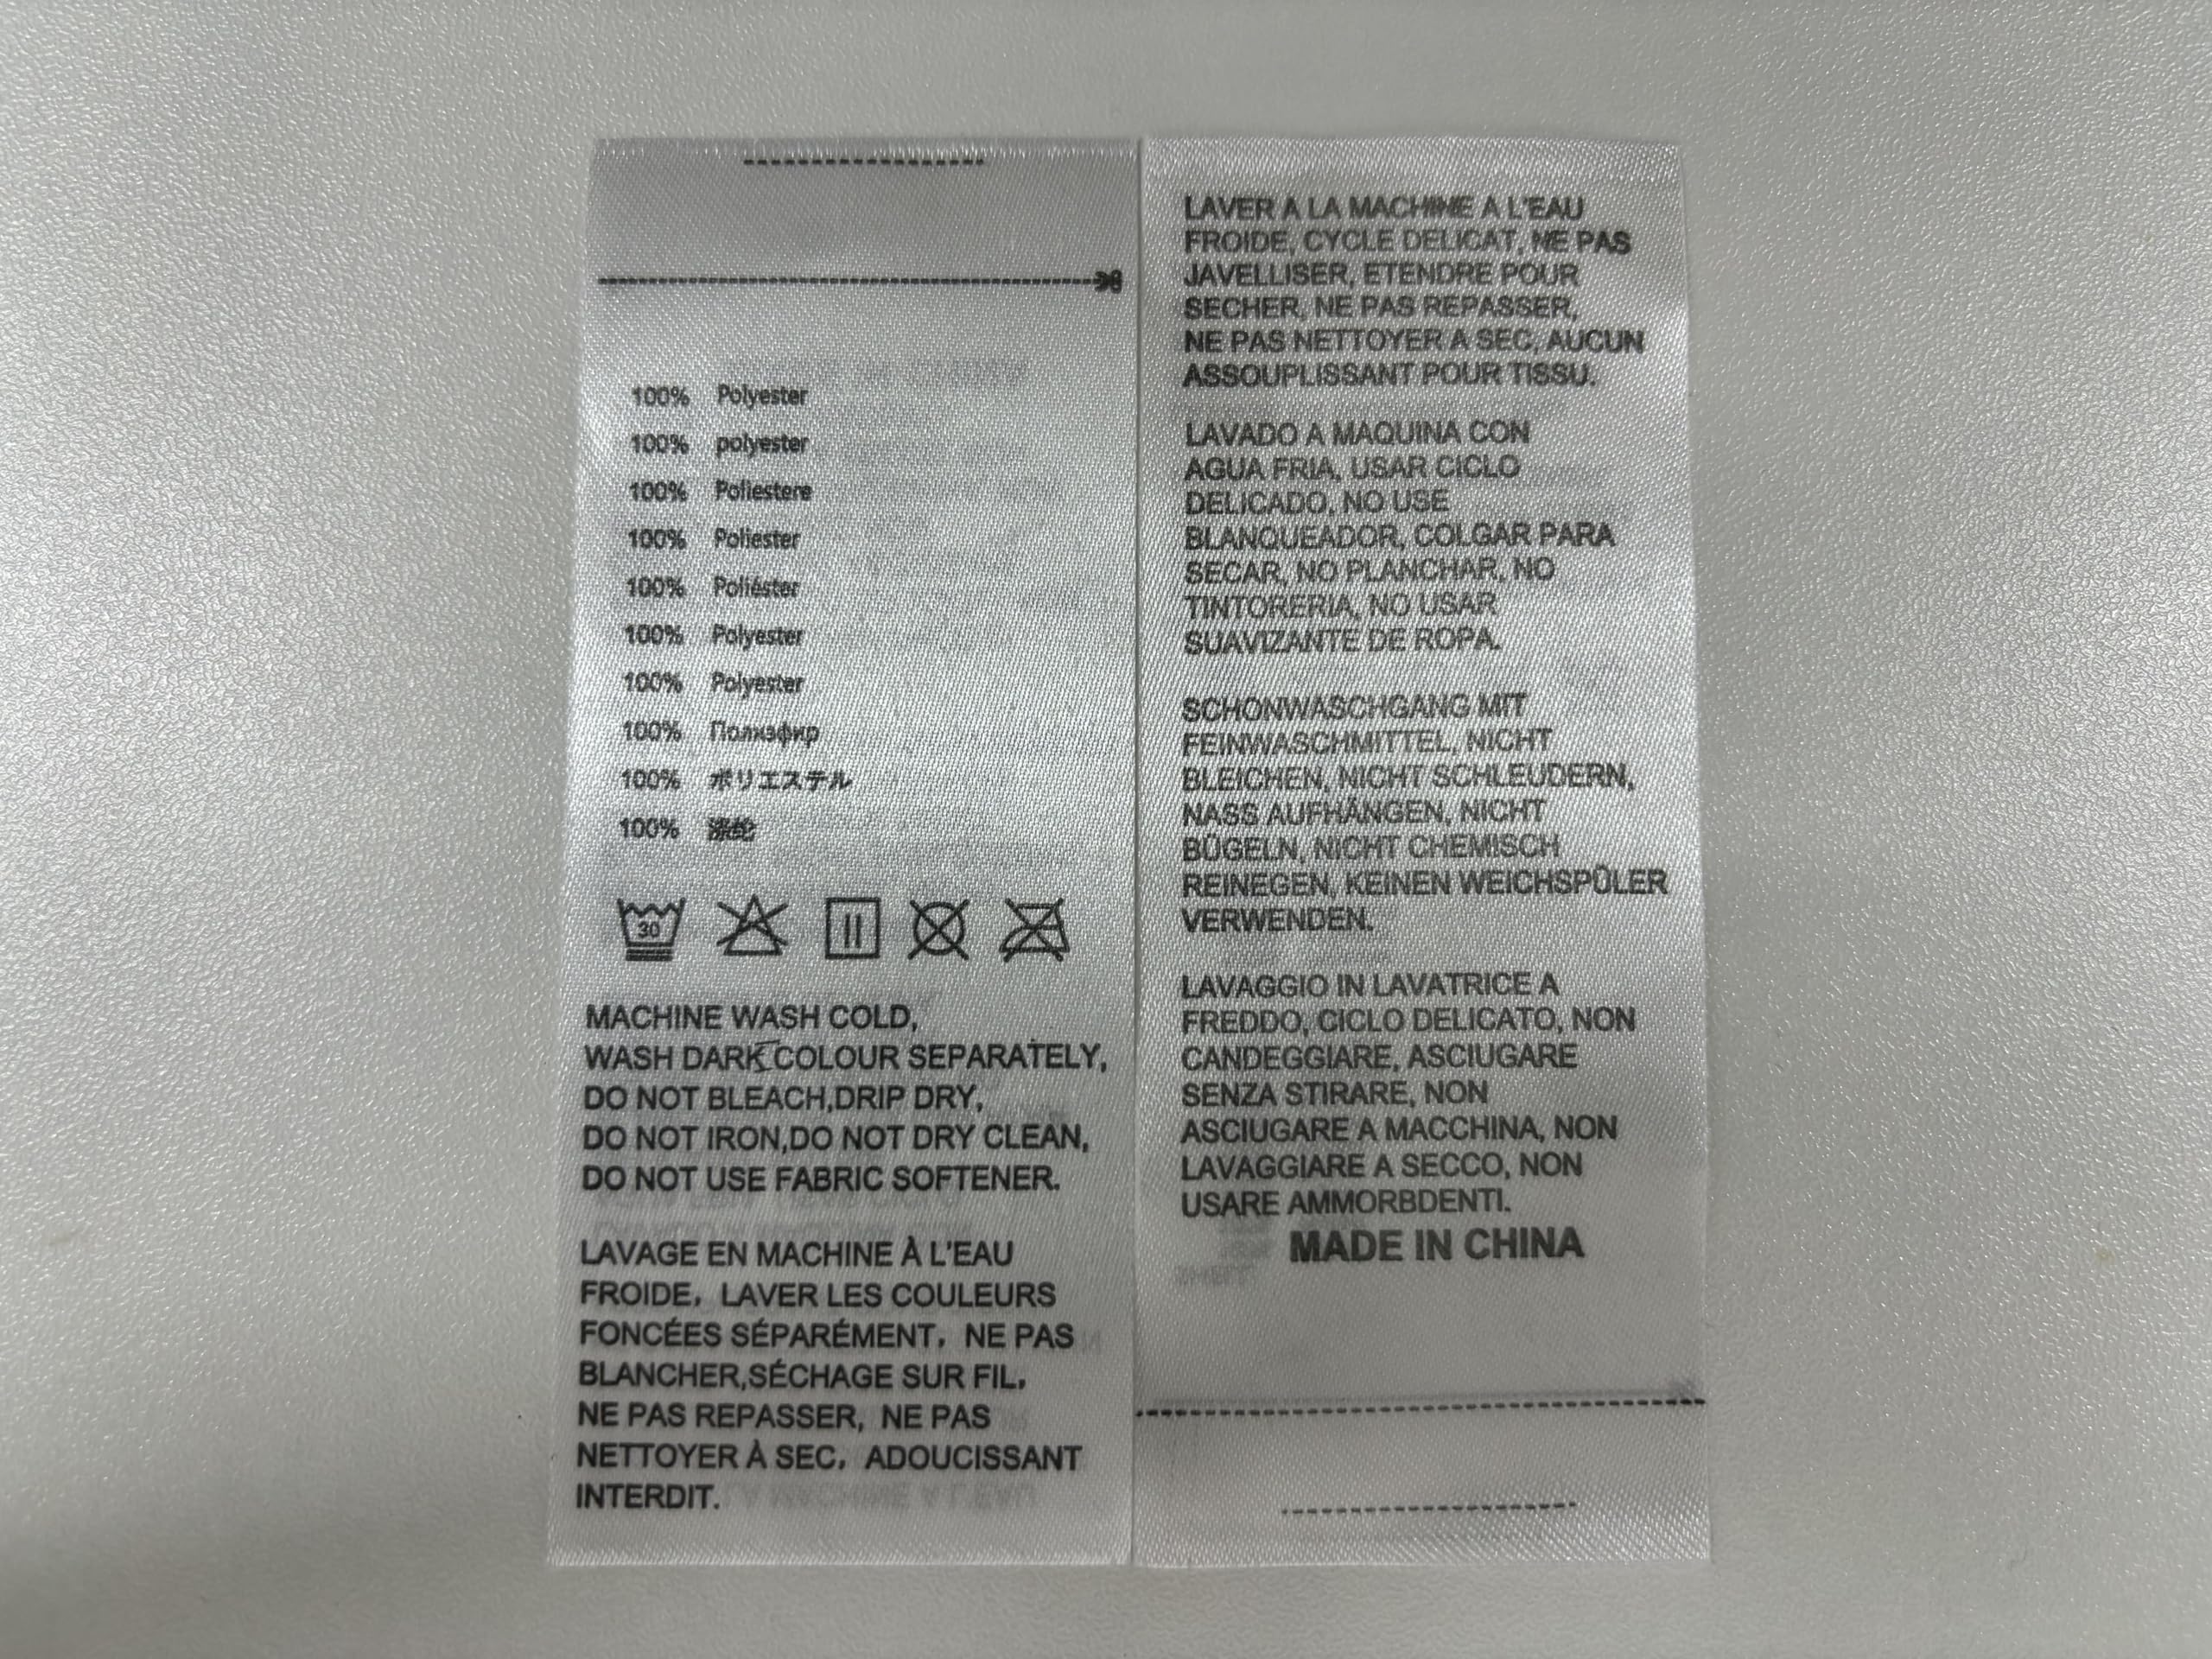 100% Polyester
100% polyester
100% Poliestere
100% Poliester
100% Poliéster
100% Polyester
100% Polyester
100% Полиэфир
100% ポリエステル
100% 涤纶
30
MACHINE WASH COLD,
WASH DARK COLOUR SEPARATELY,
DO NOT BLEACH,DRIP DRY,
DO NOT IRON,DO NOT DRY CLEAN,
DO NOT USE FABRIC SOFTENER.
LAVAGE EN MACHINE À L'EAU
FROIDE, LAVER LES COULEURS
FONCÉES SÉPARÉMENT, NE PAS
BLANCHER,SÉCHAGE SUR FIL,
NE PAS REPASSER, NE PAS
NETTOYER À SEC, ADOUCISSANT
INTERDIT.
LAVER A LA MACHINE A L'EAU
FROIDE, CYCLE DELICAT, NE PAS
JAVELLISER, ETENDRE POUR
SECHER, NE PAS REPASSER,
NE PAS NETTOYER A SEC, AUCUN
ASSOUPLISSANT POUR TISSU.
LAVADO A MAQUINA CON
AGUA FRIA, USAR CICLO
DELICADO, NO USE
BLANQUEADOR, COLGAR PARA
SECAR, NO PLANCHAR, NO
TINTORERIA, NO USAR
SUAVIZANTE DE ROPA.
SCHONWASCHGANG MIT
FEINWASCHMITTEL, NICHT
BLEICHEN, NICHT SCHLEUDERN,
NASS AUFHÄNGEN, NICHT
BÜGELN, NICHT CHEMISCH
REINEGEN, KEINEN WEICHSPÜLER
VERWENDEN.
LAVAGGIO IN LAVATRICE A
FREDDO, CICLO DELICATO, NON
CANDEGGIARE, ASCIUGARE
SENZA STIRARE, NON
ASCIUGARE A MACCHINA, NON
LAVAGGIARE A SECCO, NON
USARE AMMORBDENTI.
MADE IN CHINA